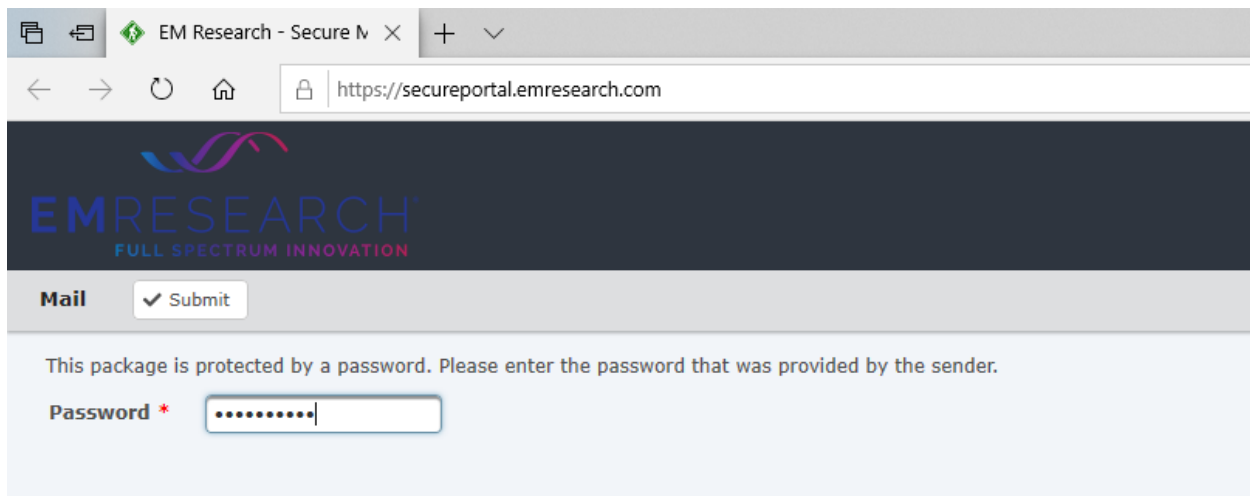 EM Research - Secure M
https://secureportal.emresearch.com
EMRESEARCH
FULL SPECTRUM INNOVATION
Mail Submit
This package is protected by a password. Please enter the password that was provided by the sender.
Password * ••••••••••